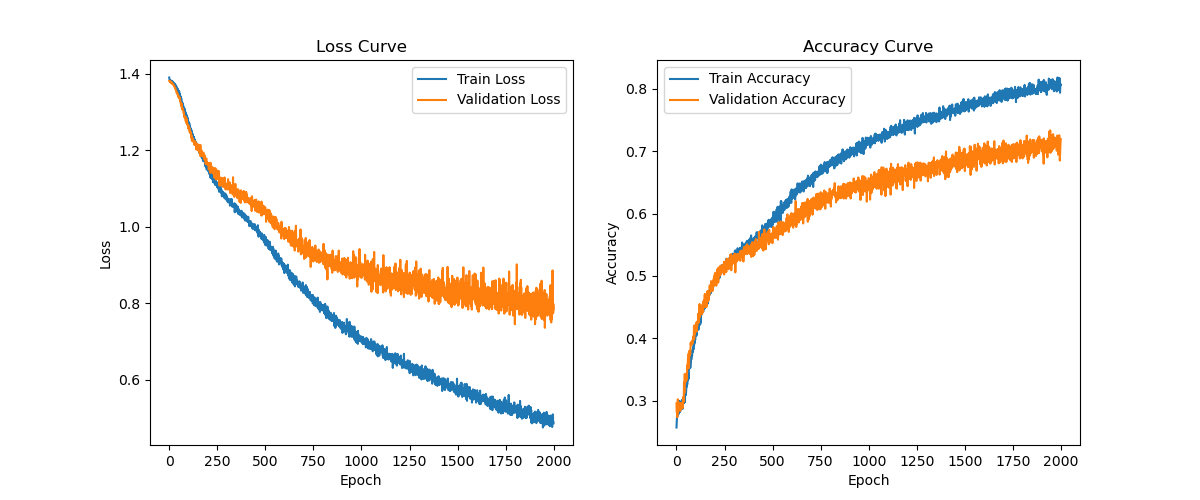 Loss Curve
Train Loss
Validation Loss
1.4
1.2
1.0
0.8
0.6
Loss
0 250 500 750 1000 1250 1500 1750 2000
Epoch
Accuracy Curve
Train Accuracy
Validation Accuracy
0.8
0.7
0.6
0.5
0.4
0.3
Accuracy
0 250 500 750 1000 1250 1500 1750 2000
Epoch